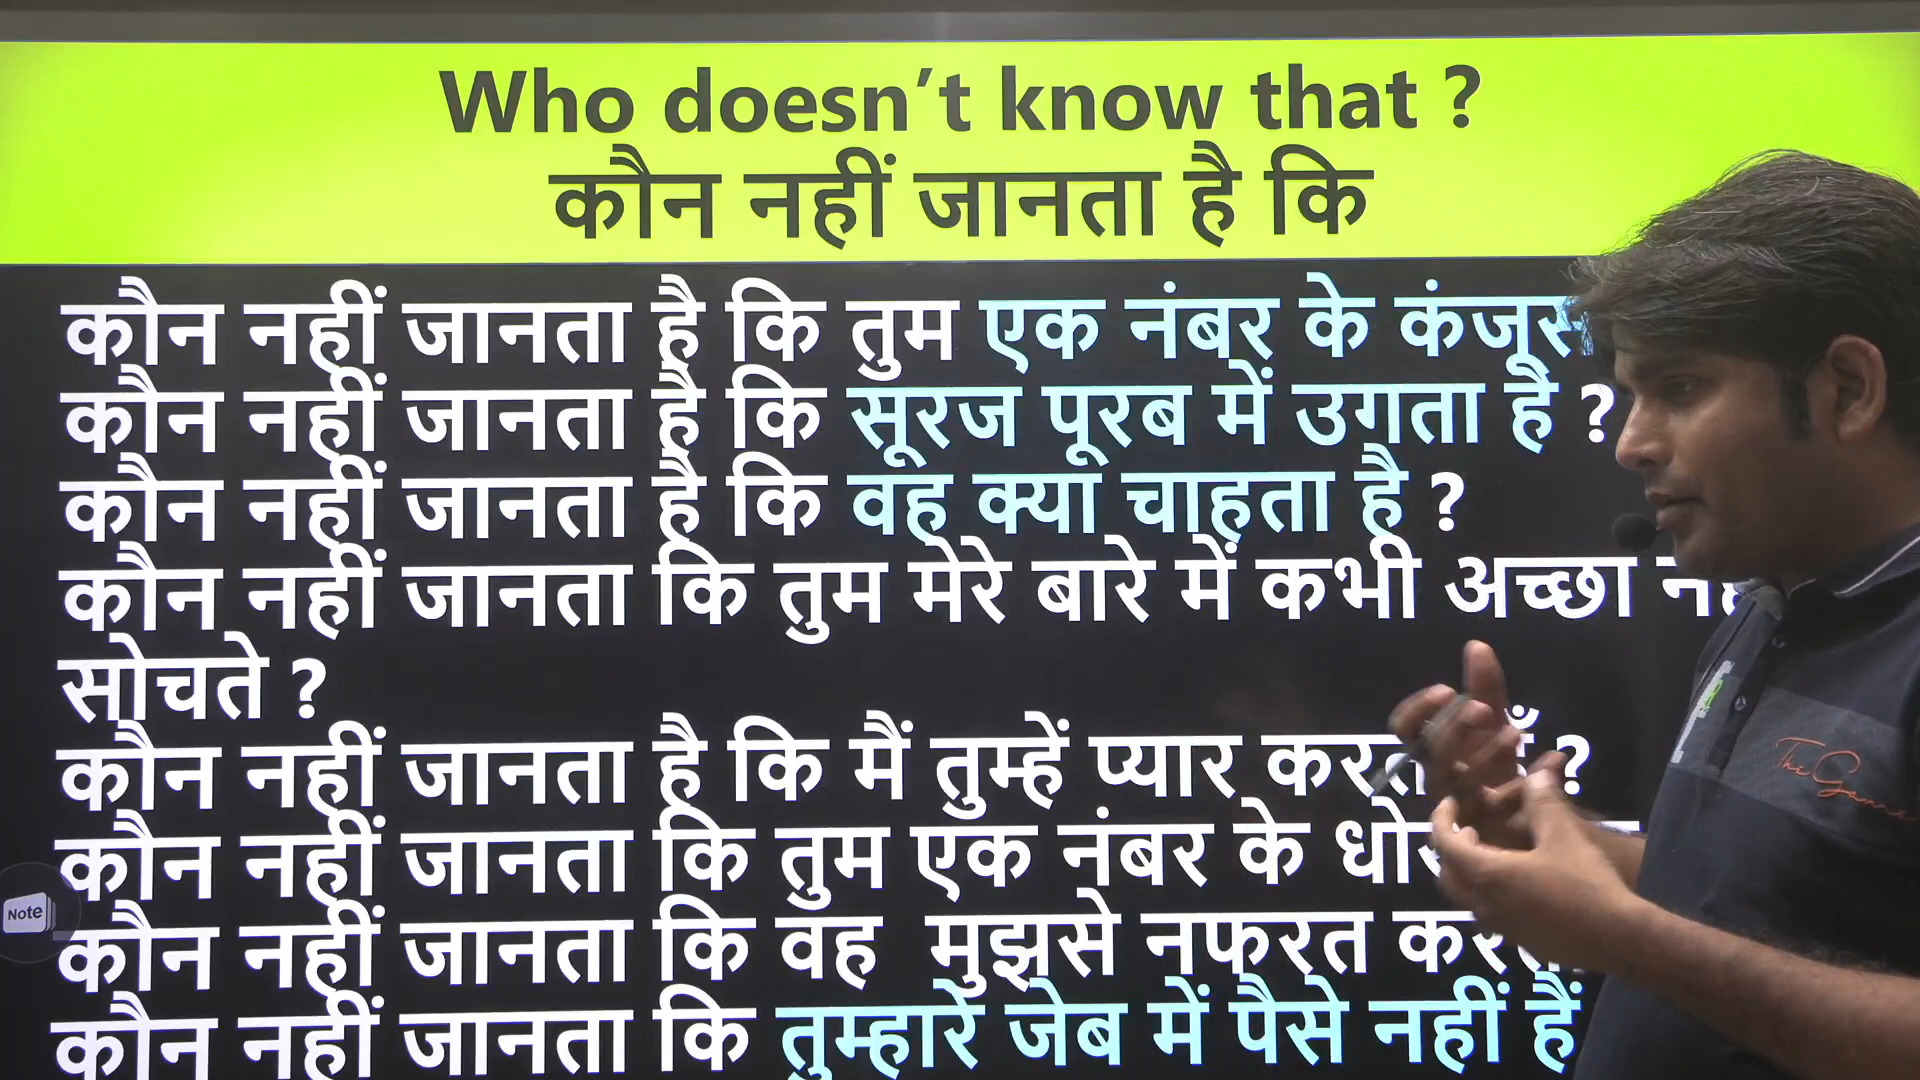 Who doesn't know that ?
कौन नहीं जानता है कि
कौन नहीं जानता है कि तुम एक नंबर के
कौन नहीं जानता है कि सूरज पूरब में उगता है ?
कौन नहीं जानता है कि वह क्या चाहता है ?
कौन नहीं जानता कि तुम मेरे बारे में कभी अच्छा
सोचते ?
कौन नहीं जानता है कि मैं तुम्हें प्यार ?
कौन नहीं जानता कि तुम एक नंबर के
कौन नहीं जानता कि वह मुझसे नफरत
कौन नहीं जानता कि तुम्हारे जेब में पैसे नहीं हैं
Note
The